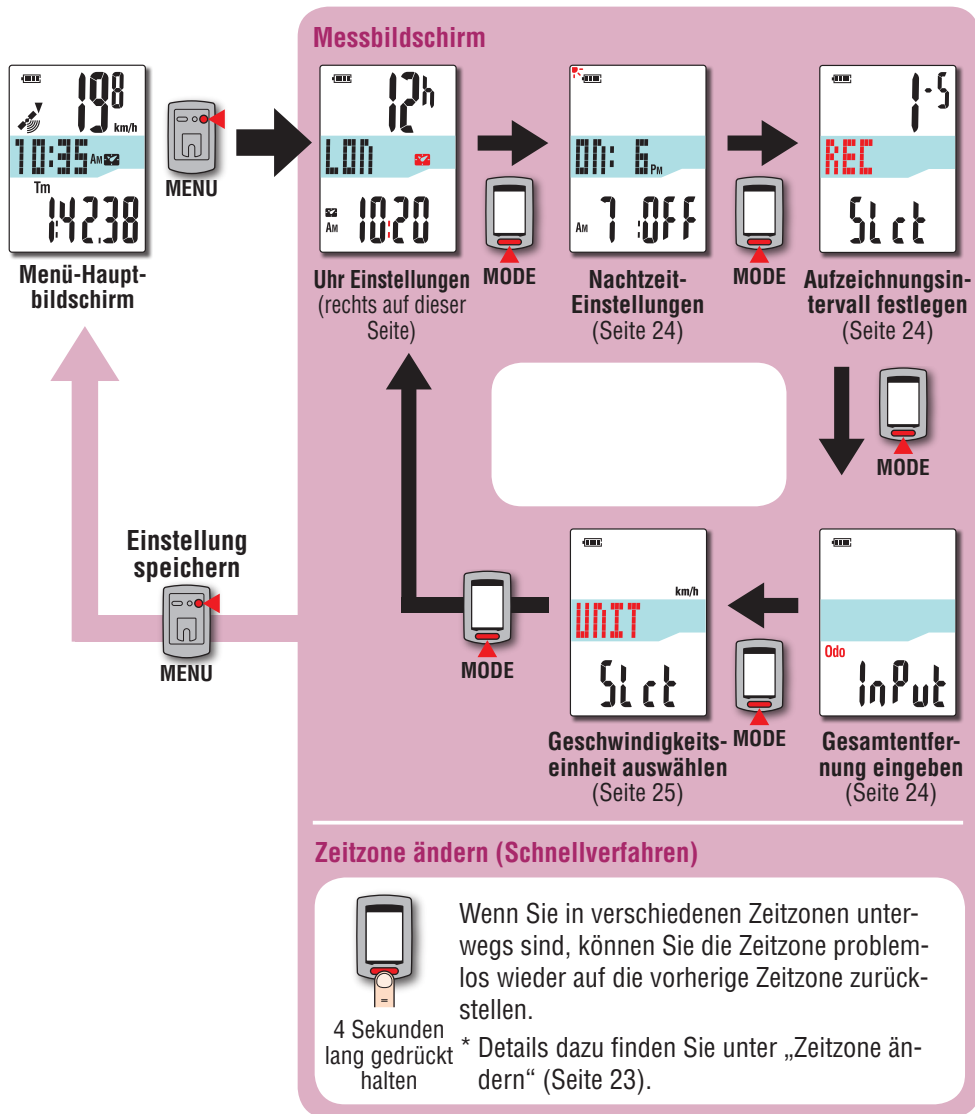 Messbildschirm
19⁸
km/h
10:35 AM
Tm
1:42.38
Menü-Haupt-
bildschirm
MENU
12h
LON
AM 10:20
Uhr Einstellungen
(rechts auf dieser
Seite)
MODE
ON: 6 PM
AM 7 :OFF
Nachtzeit-
Einstellungen
(Seite 24)
MODE
1-5
REC
SLct
Aufzeichnungsin-
tervall festlegen
(Seite 24)
MODE
Odo
InPut
Gesamtentfer-
nung eingeben
(Seite 24)
MODE
km/h
UNIT
SLct
Geschwindigkeits-
einheit auswählen
(Seite 25)
MODE
Einstellung
speichern
MENU
Zeitzone ändern (Schnellverfahren)
4 Sekunden
lang gedrückt
halten
Wenn Sie in verschiedenen Zeitzonen unter-
wegs sind, können Sie die Zeitzone problem-
los wieder auf die vorherige Zeitzone zurück-
stellen.
* Details dazu finden Sie unter „Zeitzone än-
dern“ (Seite 23).